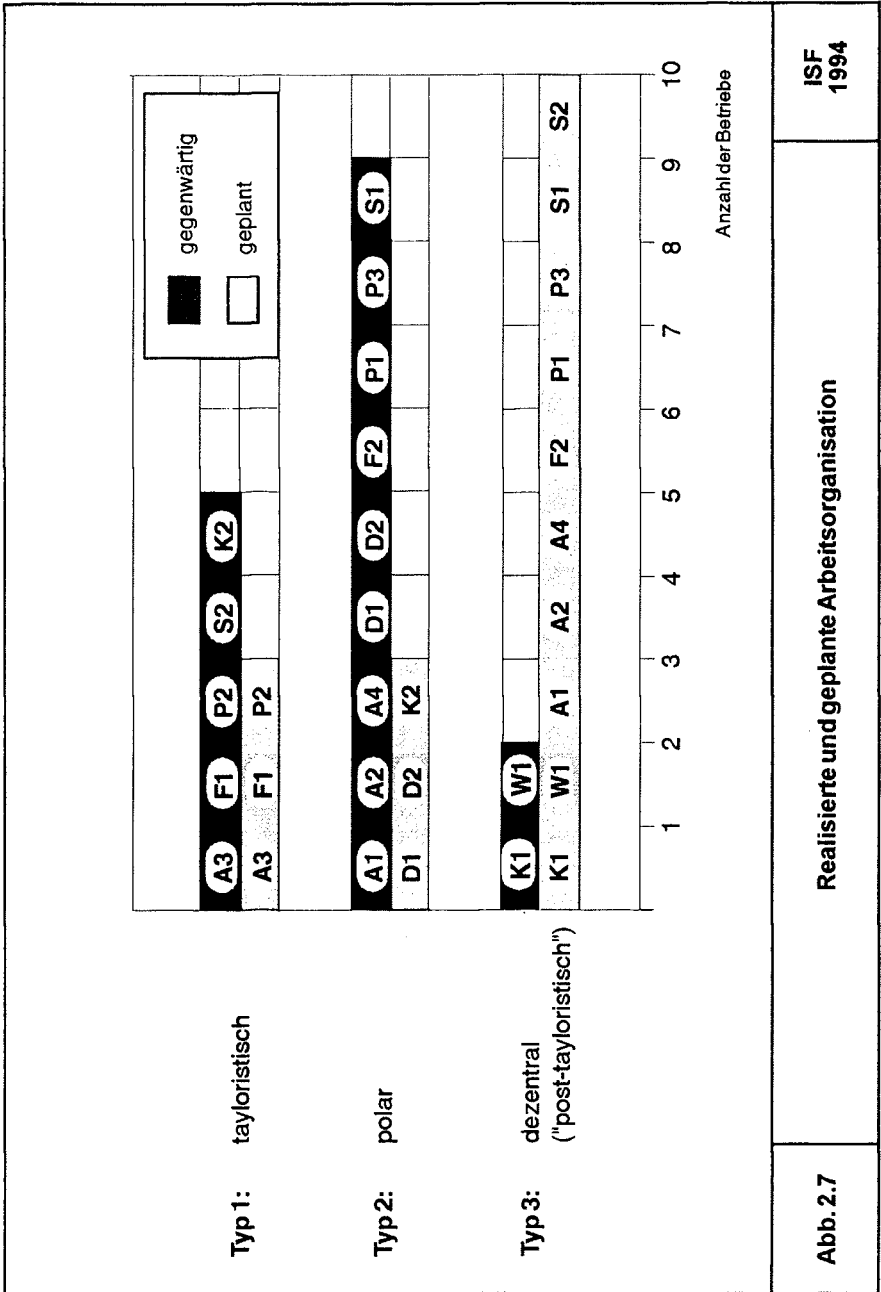 gegenwärtig
geplant
Typ 1: tayloristisch
A3 F1 P2 S2 K2
A3 F1 P2
Typ 2: polar
A1 A2 A4 D1 D2 F2 P1 P3 S1
D1 D2 K2
Typ 3: dezentral
("post-tayloristisch")
K1 W1
K1 W1 A1 A2 A4 F2 P1 P3 S1 S2
1 2 3 4 5 6 7 8 9 10
Anzahl der Betriebe
Abb. 2.7
Realisierte und geplante Arbeitsorganisation
ISF
1994